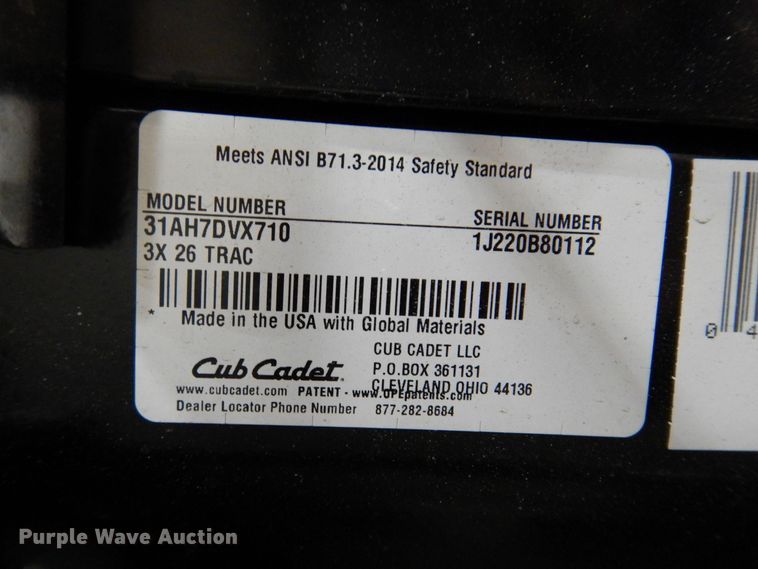 Meets ANSI B71.3-2014 Safety Standard
MODEL NUMBER
31AH7DVX710
3X 26 TRAC
SERIAL NUMBER
1J220B80112
* Made in the USA with Global Materials
Cub Cadet
CUB CADET LLC
P.O.BOX 361131
CLEVELAND OHIO 44136
www.cubcadet.com PATENT - www.OPEpatents.com
Dealer Locator Phone Number 877-282-8684
0 4
Purple Wave Auction